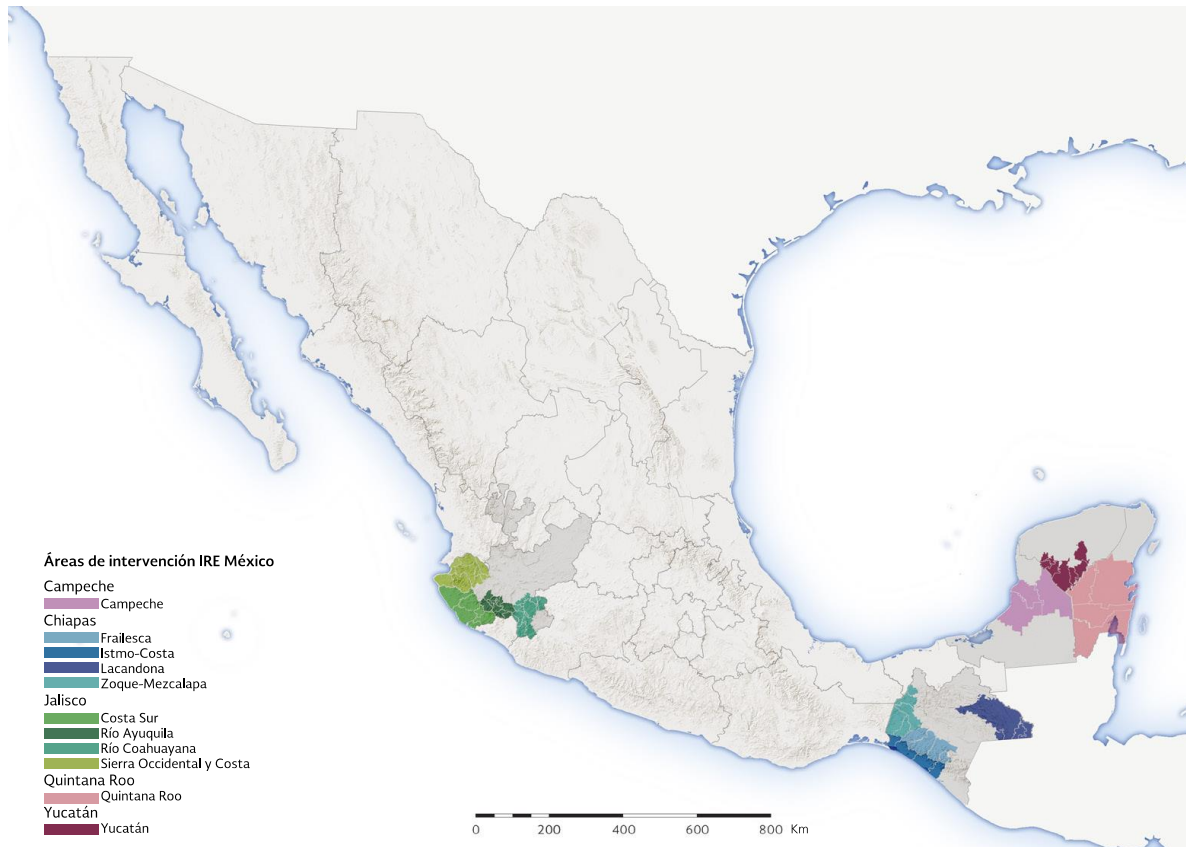 Áreas de intervención IRE México
Campeche
Campeche
Chiapas
Frailesca
Istmo-Costa
Lacandona
Zoque-Mezcalapa
Jalisco
Costa Sur
Río Ayuquila
Río Coahuayana
Sierra Occidental y Costa
Quintana Roo
Quintana Roo
Yucatán
Yucatán
0 200 400 600 800 Km